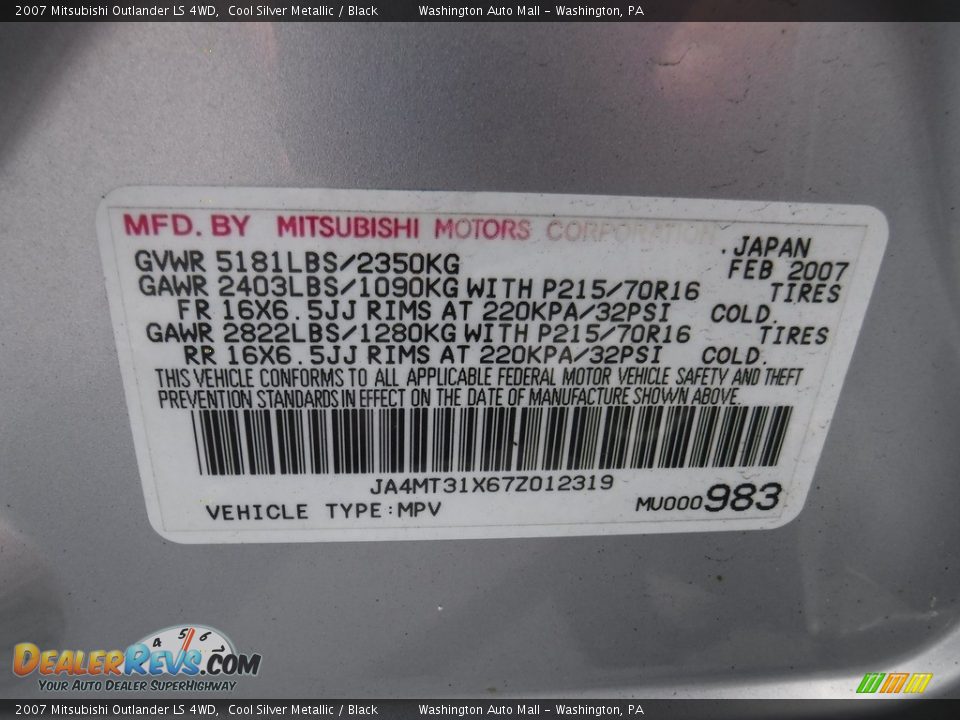 2007 Mitsubishi Outlander LS 4WD, Cool Silver Metallic / Black Washington Auto Mall - Washington, PA
MFD. BY MITSUBISHI MOTORS CORPORATION. JAPAN
GVWR 5181LBS/2350KG FEB 2007
GAWR 2403LBS/1090KG WITH P215/70R16 TIRES
FR 16X6.5JJ RIMS AT 220KPA/32PSI COLD.
GAWR 2822LBS/1280KG WITH P215/70R16 TIRES
RR 16X6.5JJ RIMS AT 220KPA/32PSI COLD.
THIS VEHICLE CONFORMS TO ALL APPLICABLE FEDERAL MOTOR VEHICLE SAFETY AND THEFT
PREVENTION STANDARDS IN EFFECT ON THE DATE OF MANUFACTURE SHOWN ABOVE.
JA4MT31X67Z012319
VEHICLE TYPE:MPV MU000983
4 5 6
DEALERREVS.COM
YOUR AUTO DEALER SUPERHIGHWAY
2007 Mitsubishi Outlander LS 4WD, Cool Silver Metallic / Black Washington Auto Mall - Washington, PA